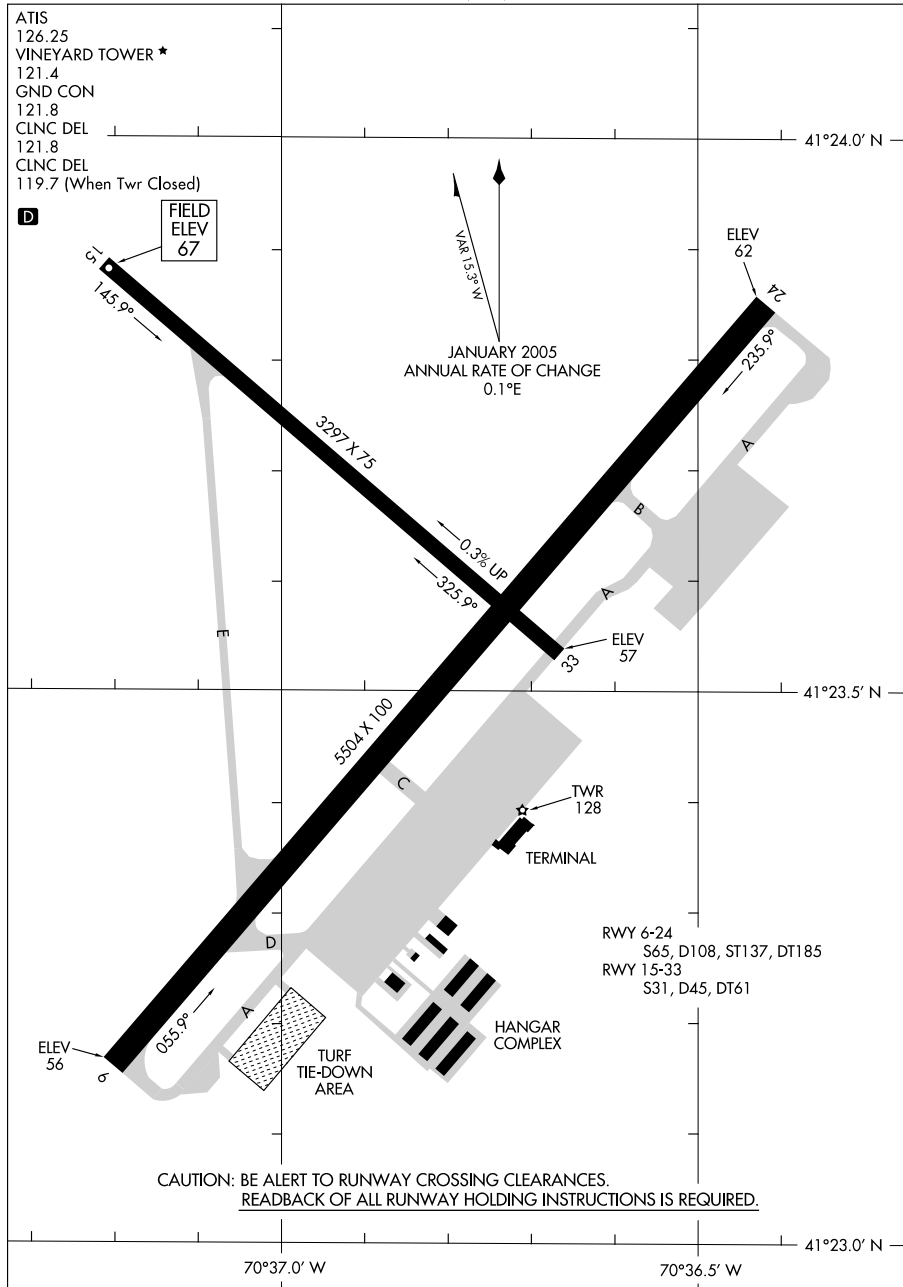 ATIS
126.25
VINEYARD TOWER ★
121.4
GND CON
121.8
CLNC DEL
121.8
CLNC DEL
119.7 (When Twr Closed)
D
41°24.0' N
FIELD
ELEV
67
15
145.9°
VAR 15.3° W
JANUARY 2005
ANNUAL RATE OF CHANGE
0.1°E
ELEV
62
24
235.9°
A
B
A
3297 X 75
0.3% UP
325.9°
ELEV
57
33
E
41°23.5' N
5504 X 100
C
TWR
128
TERMINAL
D
RWY 6-24
S65, D108, ST137, DT185
RWY 15-33
S31, D45, DT61
HANGAR
COMPLEX
A
055.9°
ELEV
56
6
TURF
TIE-DOWN
AREA
CAUTION: BE ALERT TO RUNWAY CROSSING CLEARANCES.
READBACK OF ALL RUNWAY HOLDING INSTRUCTIONS IS REQUIRED.
41°23.0' N
70°37.0' W
70°36.5' W